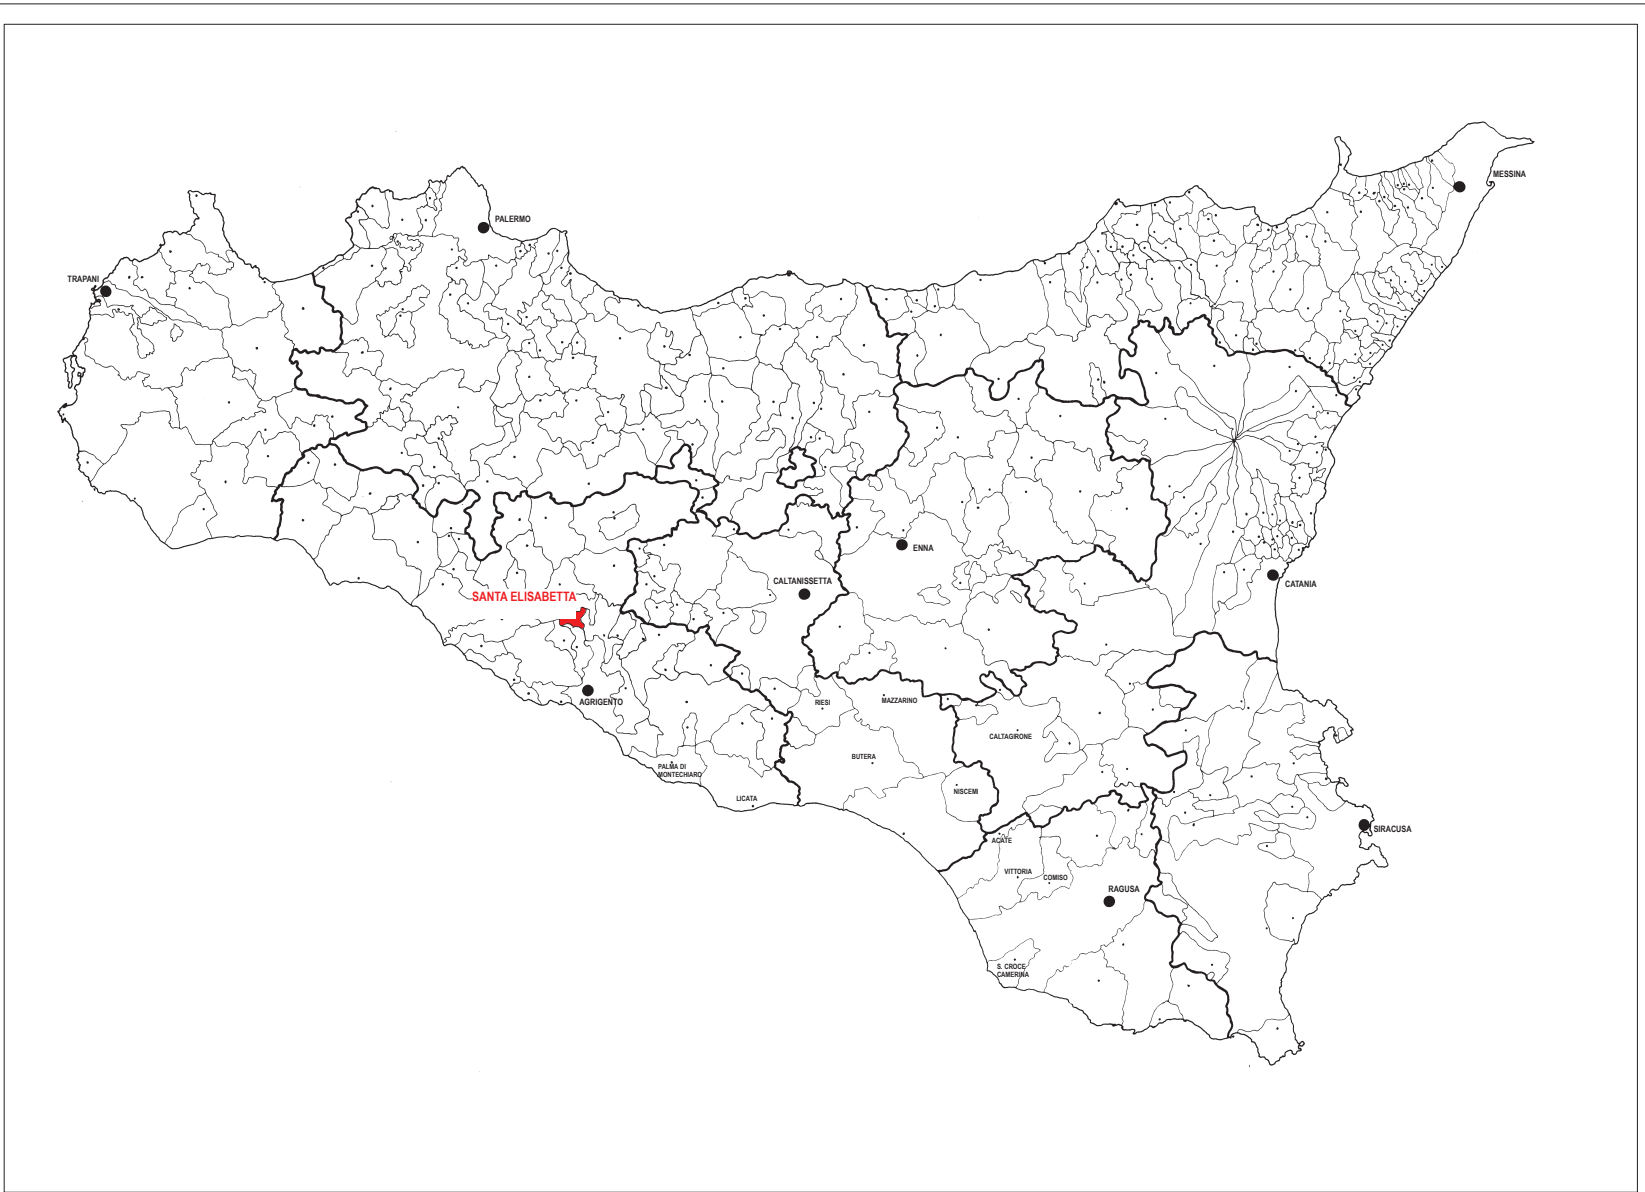 MESSINA
PALERMO
TRAPANI
ENNA
CALTANISSETTA
CATANIA
SANTA ELISABETTA
AGRIGENTO
RIESI
MAZZARINO
CALTAGIRONE
BUTERA
PALMA DI
MONTECHIARO
NISCEMI
LICATA
SIRACUSA
ACATE
VITTORIA
COMISO
RAGUSA
S. CROCE
CAMERINA